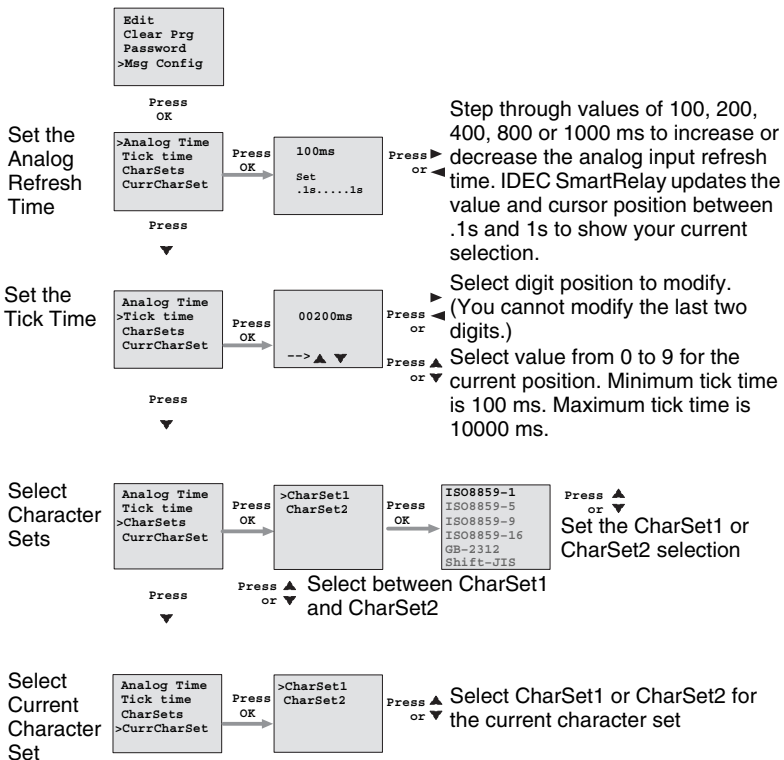 Edit
Clear Prg
Password
>Msg Config
Press
OK
Set the
Analog
Refresh
Time
>Analog Time
Tick time
CharSets
CurrCharSet
Press
OK
100ms
Set
.1s.....1s
Press ►
or ◄
Step through values of 100, 200,
400, 800 or 1000 ms to increase or
decrease the analog input refresh
time. IDEC SmartRelay updates the
value and cursor position between
.1s and 1s to show your current
selection.
Press
▼
Set the
Tick Time
Analog Time
>Tick time
CharSets
CurrCharSet
Press
OK
00200ms
--> ▲ ▼
Press ►
or ◄
Select digit position to modify.
(You cannot modify the last two
digits.)
Press ▲
or ▼
Select value from 0 to 9 for the
current position. Minimum tick time
is 100 ms. Maximum tick time is
10000 ms.
Press
▼
Select
Character
Sets
Analog Time
Tick time
>CharSets
CurrCharSet
Press
OK
>CharSet1
CharSet2
Press
OK
ISO8859-1
ISO8859-5
ISO8859-9
ISO8859-16
GB-2312
Shift-JIS
Press ▲
or ▼
Set the CharSet1 or
CharSet2 selection
Press ▲
or ▼
Select between CharSet1
and CharSet2
Press
▼
Select
Current
Character
Set
Analog Time
Tick time
CharSets
>CurrCharSet
Press
OK
>CharSet1
CharSet2
Press ▲
or ▼
Select CharSet1 or CharSet2 for
the current character set